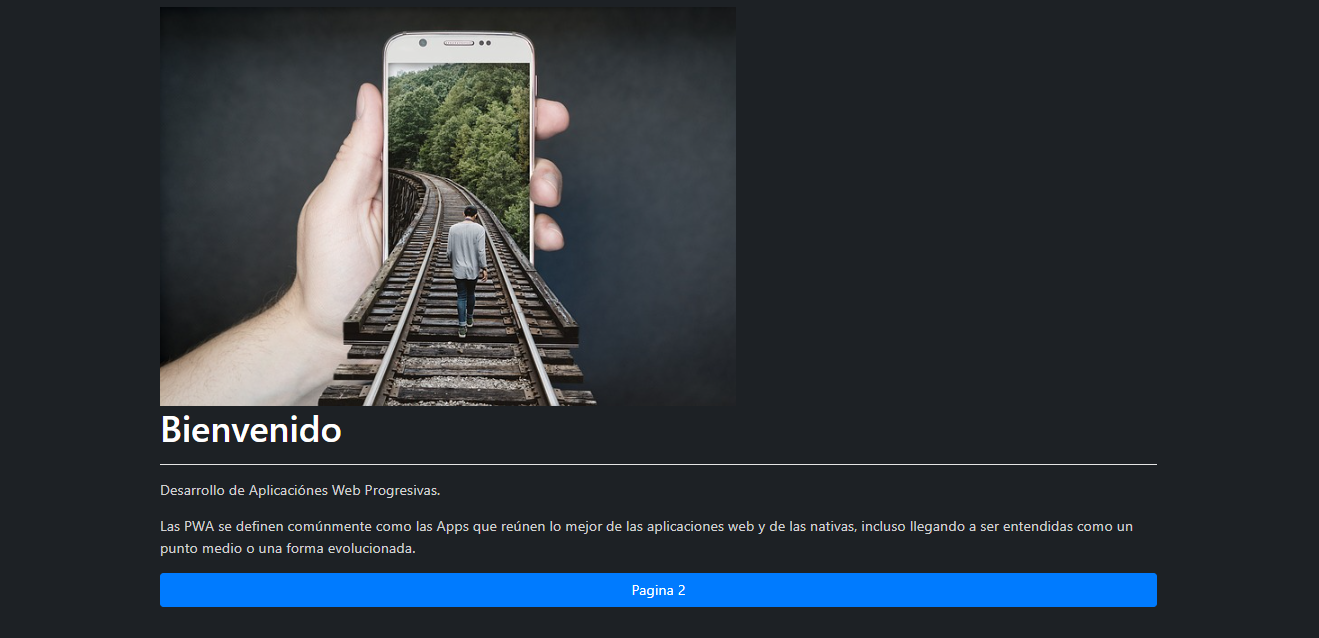 Bienvenido
Desarrollo de Aplicaciónes Web Progresivas.
Las PWA se definen comúnmente como las Apps que reúnen lo mejor de las aplicaciones web y de las nativas, incluso llegando a ser entendidas como un
punto medio o una forma evolucionada.
Pagina 2